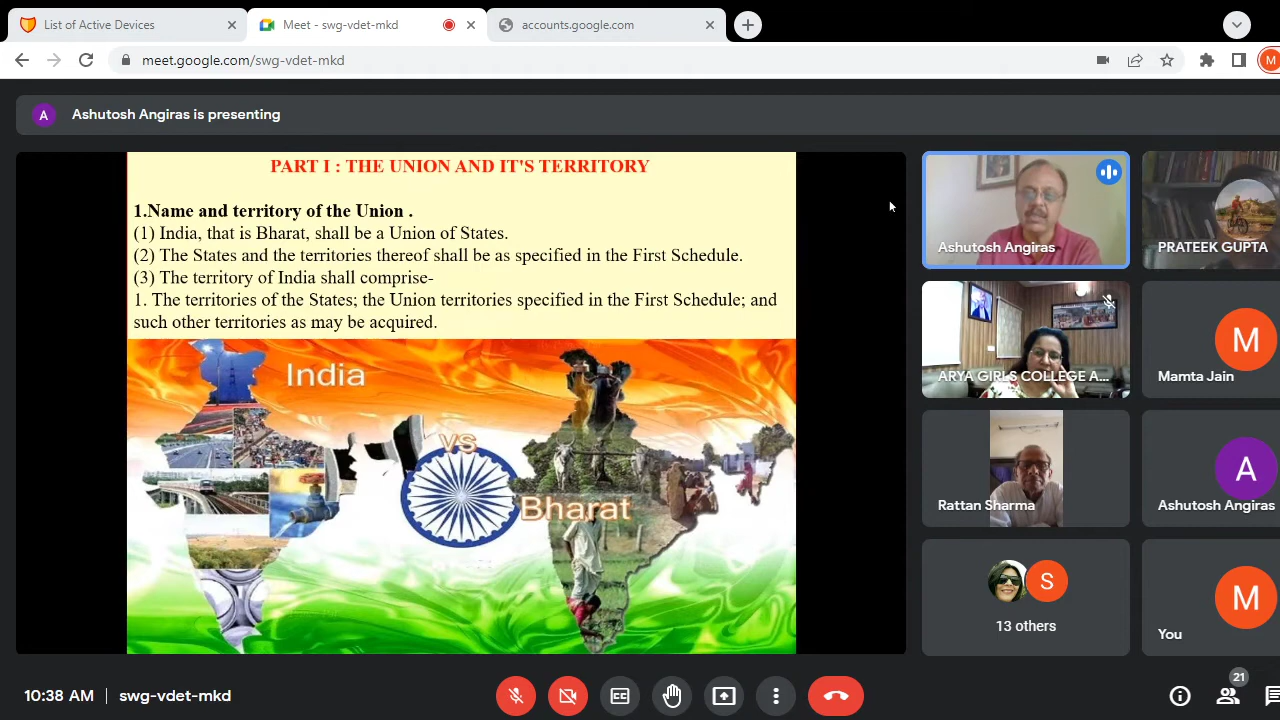 List of Active Devices
Meet - swg-vdet-mkd
accounts.google.com
meet.google.com/swg-vdet-mkd
M
A
Ashutosh Angiras is presenting
PART I : THE UNION AND IT'S TERRITORY
1.Name and territory of the Union .
(1) India, that is Bharat, shall be a Union of States.
(2) The States and the territories thereof shall be as specified in the First Schedule.
(3) The territory of India shall comprise-
1. The territories of the States; the Union territories specified in the First Schedule; and
such other territories as may be acquired.
India
vs
Bharat
Ashutosh Angiras
PRATEEK GUPTA
ARYA GIRLS COLLEGE A...
M
Mamta Jain
Rattan Sharma
A
Ashutosh Angiras
S
13 others
M
You
10:38 AM
swg-vdet-mkd
CC
21